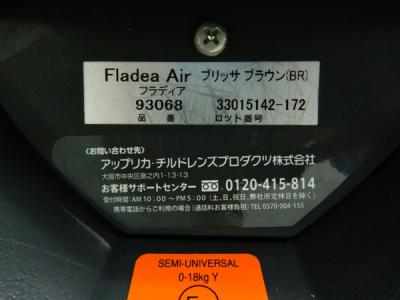 Fladea Air ブリッサ ブラウン(BR)
フラディア
93068 33015142-172
品 番 ロット番号
<お問い合わせ先>
アップリカ・チルドレンズプロダクツ株式会社
大阪市中央区島之内1-13-13
お客様サポートセンター 0120-415-814
受付時間:AM10:00〜PM5:00(土、日、祝日、弊社所定休日を除く)
携帯電話からご利用の場合(通話料お客様負担) TEL0570-004-155
SEMI-UNIVERSAL
0-18kg Y
E